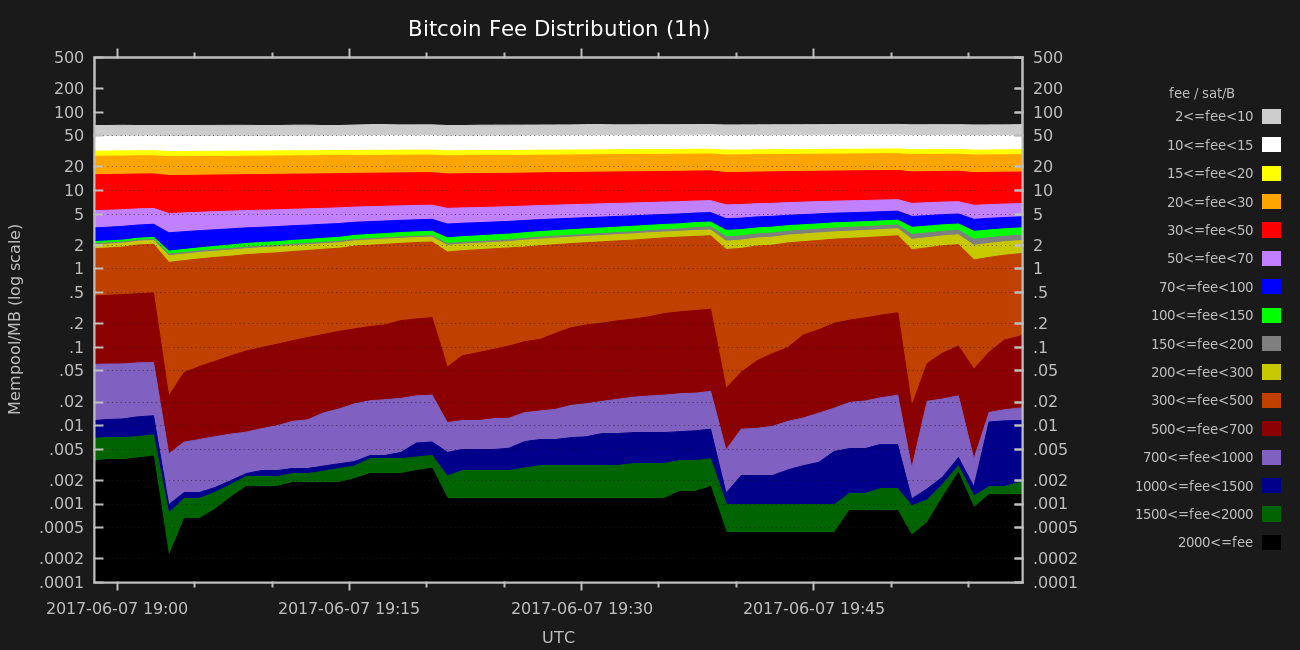 Bitcoin Fee Distribution (1h)
500 500
200 200
100 100
50 50
20 20
10 10
5 5
2 2
1 1
.5 .5
.2 .2
.1 .1
.05 .05
.02 .02
.01 .01
.005 .005
.002 .002
.001 .001
.0005 .0005
.0002 .0002
.0001 .0001
Mempool/MB (log scale)
2017-06-07 19:00 2017-06-07 19:15 2017-06-07 19:30 2017-06-07 19:45
UTC
fee / sat/B
2<=fee<10
10<=fee<15
15<=fee<20
20<=fee<30
30<=fee<50
50<=fee<70
70<=fee<100
100<=fee<150
150<=fee<200
200<=fee<300
300<=fee<500
500<=fee<700
700<=fee<1000
1000<=fee<1500
1500<=fee<2000
2000<=fee